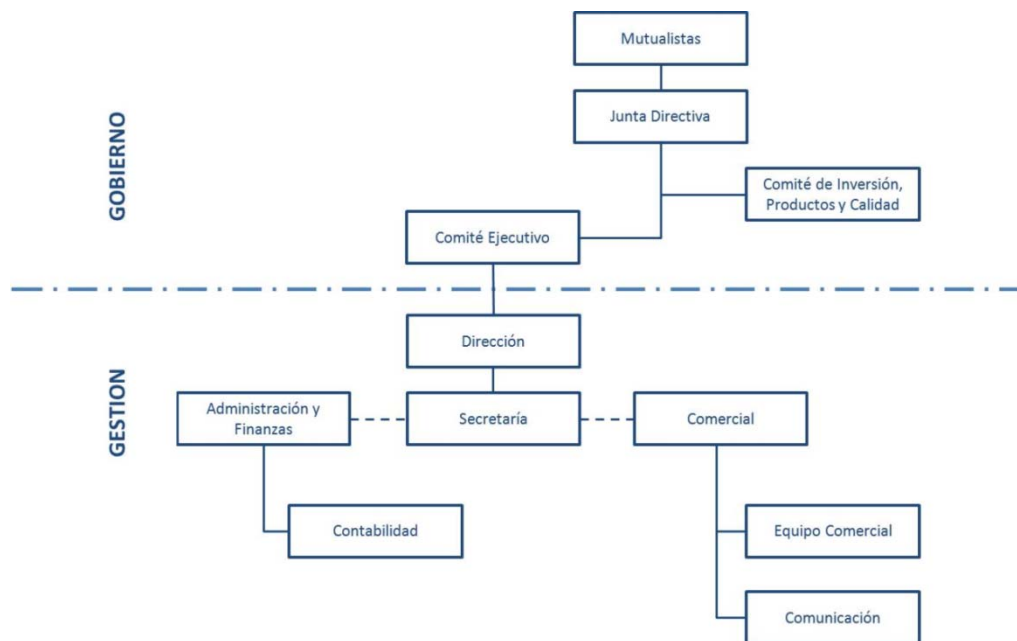 Mutualistas
GOBIERNO
Junta Directiva
Comité de Inversión,
Productos y Calidad
Comité Ejecutivo
GESTION
Dirección
Administración y
Finanzas
Secretaría
Comercial
Contabilidad
Equipo Comercial
Comunicación